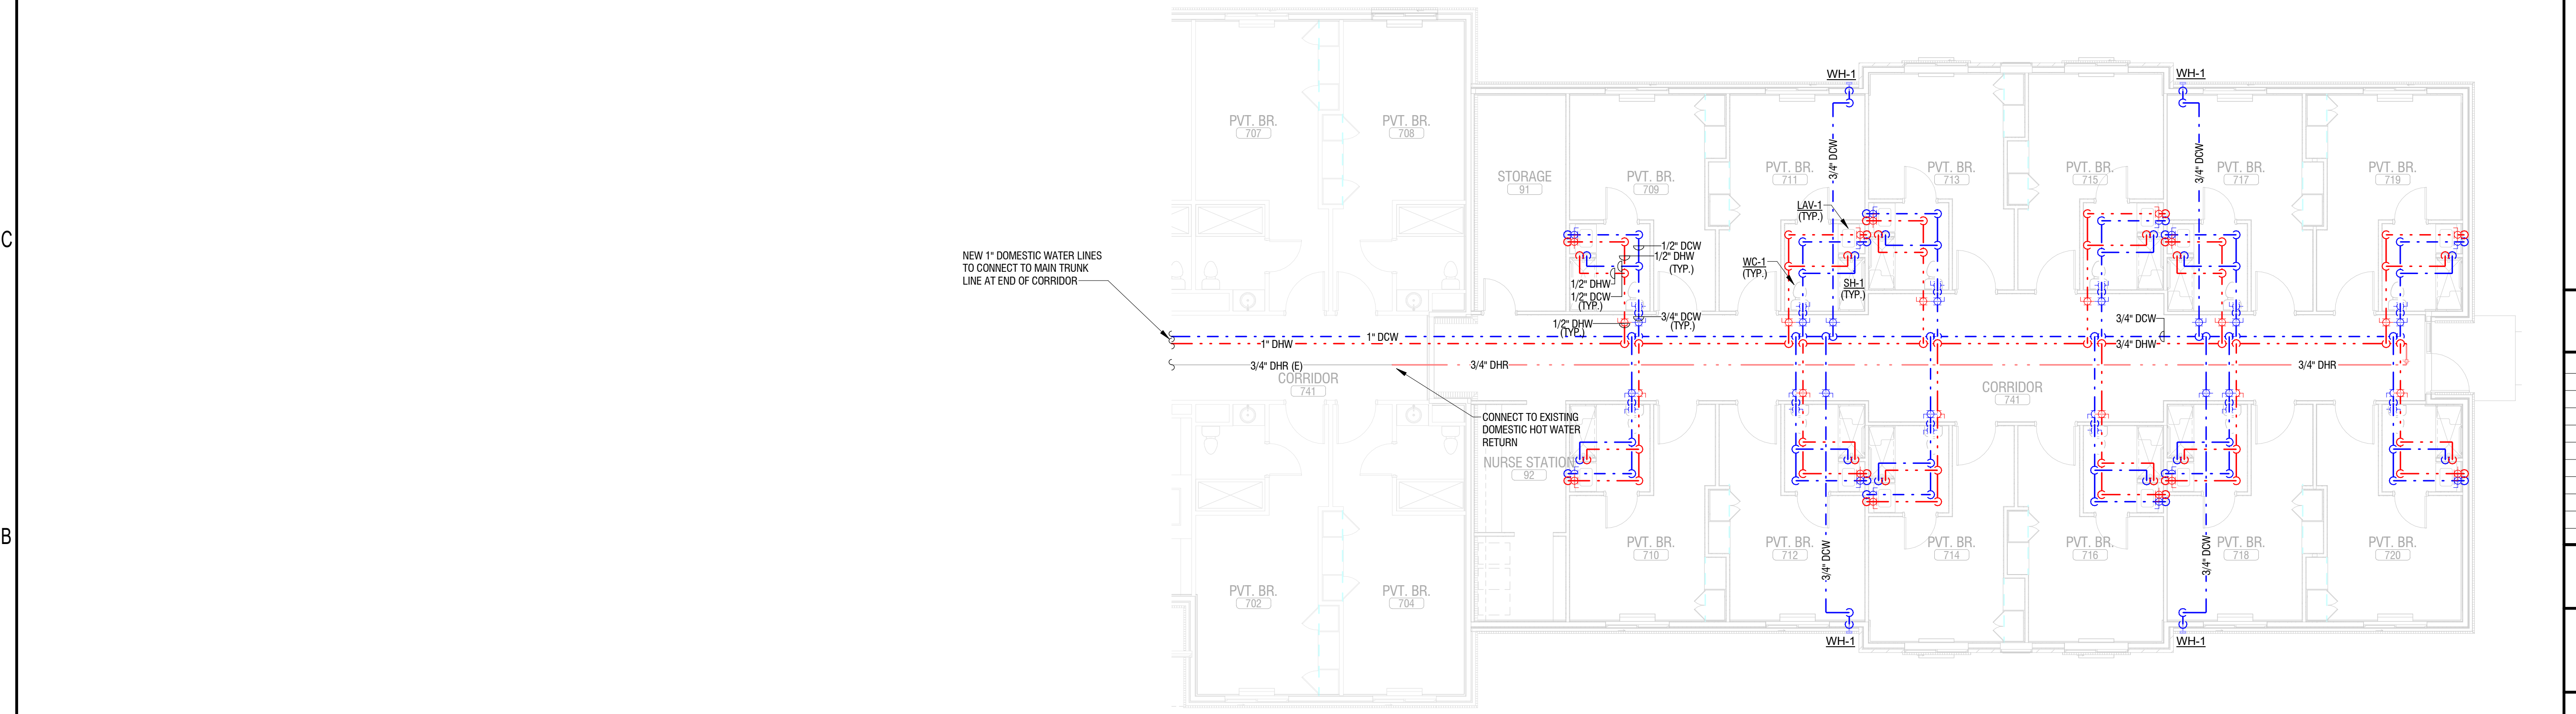 C
B
WH-1
WH-1
PVT. BR.
707
PVT. BR.
708
STORAGE
91
PVT. BR.
709
PVT. BR.
711
3/4" DCW
PVT. BR.
713
PVT. BR.
715
PVT. BR.
717
3/4" DCW
PVT. BR.
719
LAV-1
(TYP.)
WC-1
(TYP.)
SH-1
(TYP.)
1/2" DCW
1/2" DHW
(TYP.)
1/2" DHW
1/2" DCW
(TYP.)
1/2" DHW
(TYP.)
3/4" DCW
(TYP.)
NEW 1" DOMESTIC WATER LINES
TO CONNECT TO MAIN TRUNK
LINE AT END OF CORRIDOR
1" DHW
1" DCW
3/4" DCW
3/4" DHW
3/4" DHR (E)
3/4" DHR
3/4" DHR
CORRIDOR
741
CORRIDOR
741
CONNECT TO EXISTING
DOMESTIC HOT WATER
RETURN
NURSE STATION
92
PVT. BR.
702
PVT. BR.
704
PVT. BR.
710
PVT. BR.
712
3/4" DCW
PVT. BR.
714
PVT. BR.
716
3/4" DCW
PVT. BR.
718
PVT. BR.
720
WH-1
WH-1